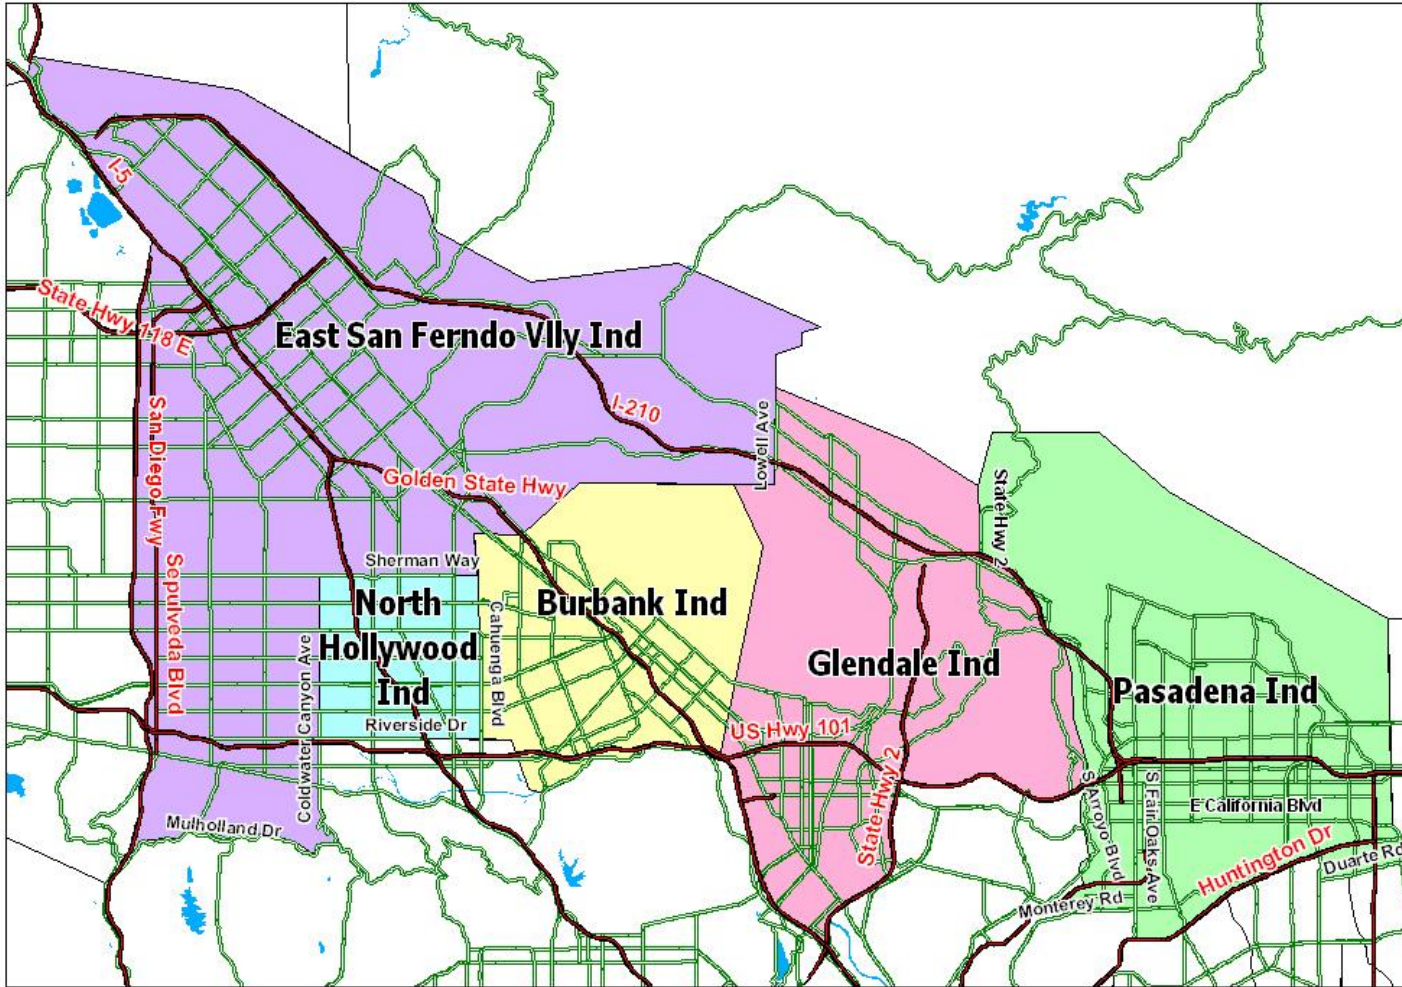 I-5
State Hwy 118 E
East San Ferndo Vlly Ind
San Diego Fwy
I-210
Lowell Ave
Golden State Hwy
State Hwy 2
Sherman Way
Sepulveda Blvd
North
Hollywood
Ind
Cahuenga Blvd
Burbank Ind
Coldwater Canyon Ave
Glendale Ind
Pasadena Ind
Riverside Dr
US Hwy 101
State Hwy 2
S Arroyo Blvd
S Fair Oaks Ave
E California Blvd
Mulholland Dr
Huntington Dr
Duarte Rd
Monterey Rd